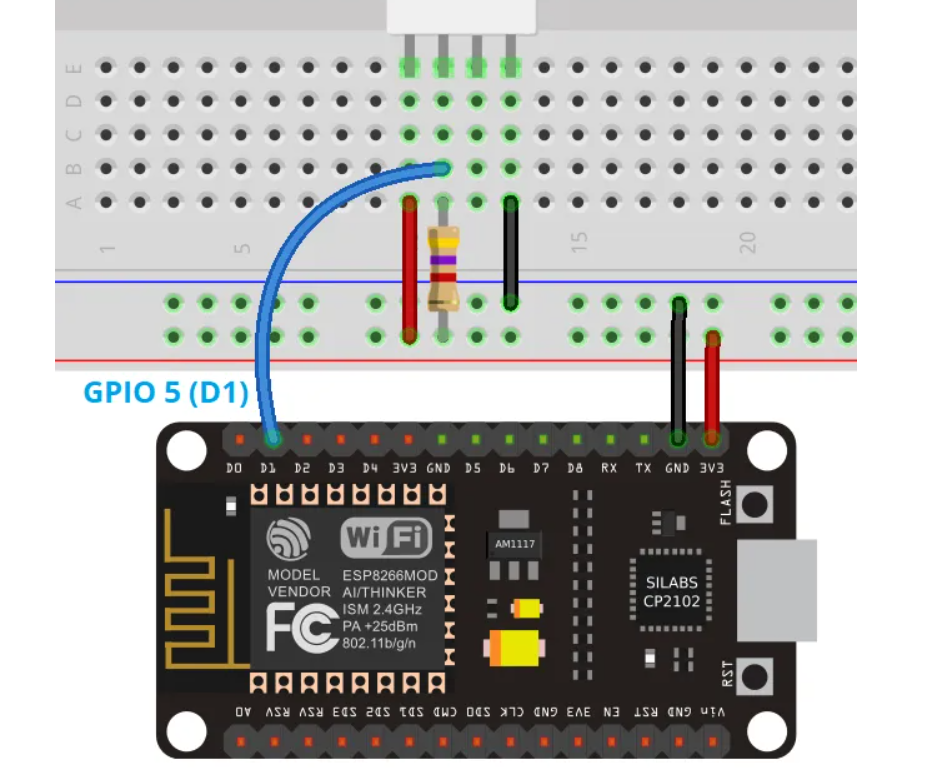 E
D
C
B
A
1
5
15
20
GPIO 5 (D1)
D0 D1 D2 D3 D4 3V3 GND D5 D6 D7 D8 RX TX GND 3V3
FLASH
WiFi
AM1117
MODEL ESP8266MOD
VENDOR AI/THINKER
ISM 2.4GHz
PA +25dBm
802.11b/g/n
FC
SILABS
CP2102
RST
A0 RSV RSV SD3 SD2 SD1 CMD SD0 CLK GND 3V3 EN RST GND Vin